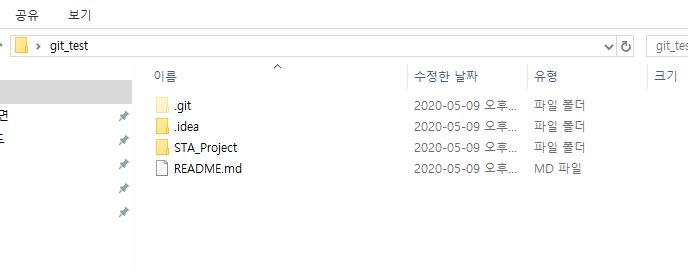 공유 보기
git_test git_tes
이름 수정한 날짜 유형 크기
.git 2020-05-09 오후... 파일 폴더
면 .idea 2020-05-09 오후... 파일 폴더
드 STA_Project 2020-05-09 오후... 파일 폴더
README.md 2020-05-09 오후... MD 파일